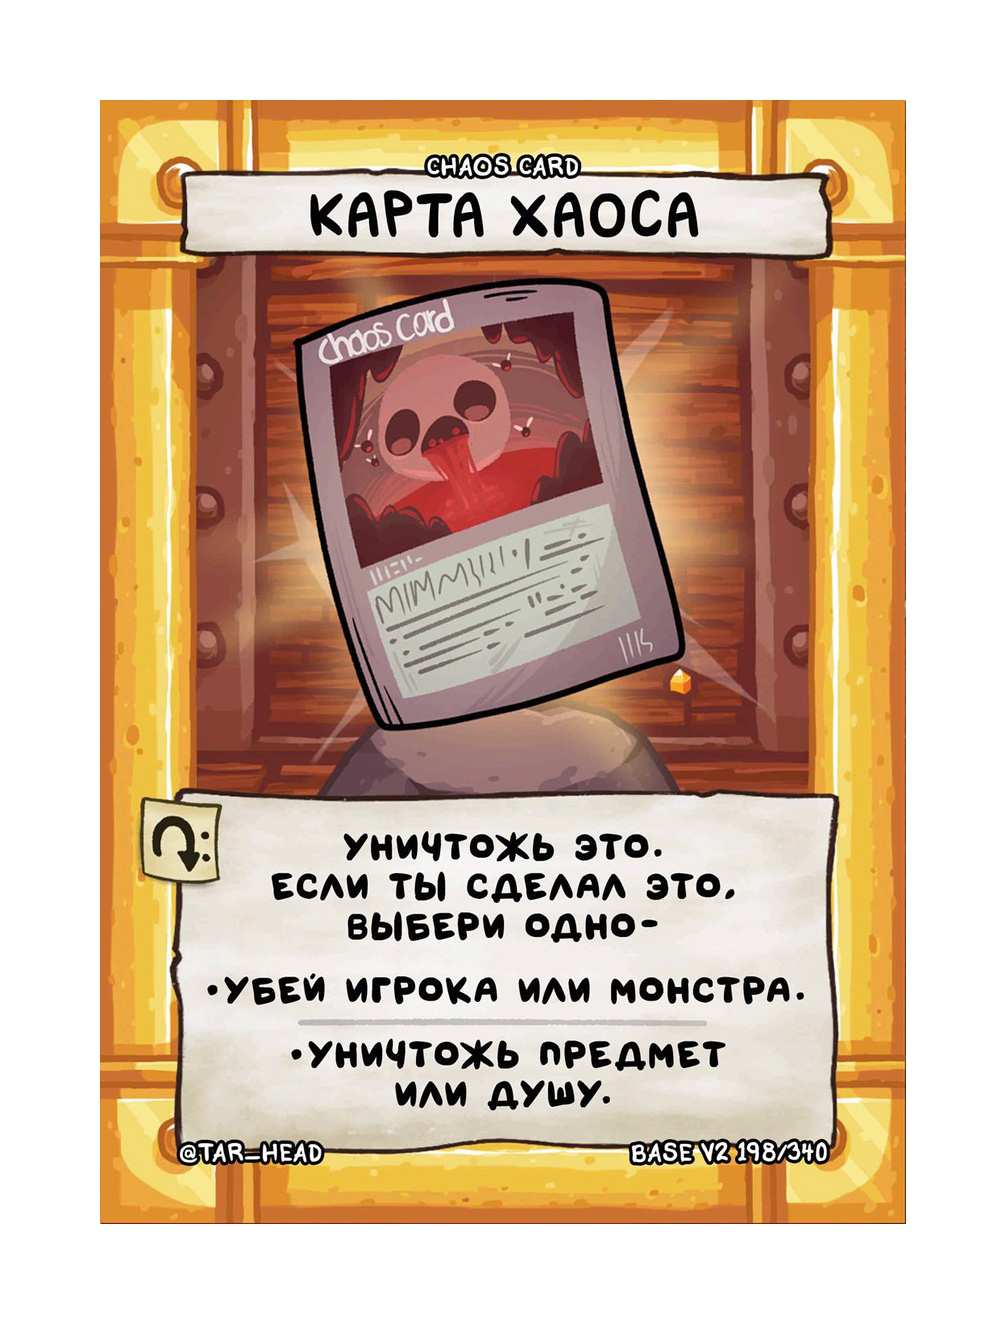 CHAOS CARD
КАРТА ХАОСА
chaos card
УНИЧТОЖЬ ЭТО.
ЕСЛИ ТЫ СДЕЛАЛ ЭТО,
ВЫБЕРИ ОДНО-
•УБЕЙ ИГРОКА ИЛИ МОНСТРА.
•УНИЧТОЖЬ ПРЕДМЕТ
ИЛИ ДУШУ.
@TAR_HEAD
BASE V2 198/340